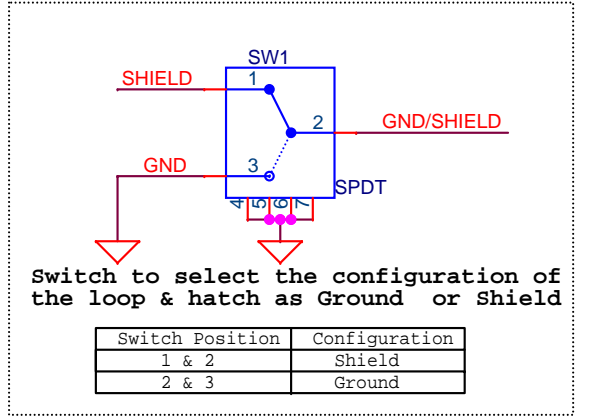 SW1
SHIELD
1
2
GND/SHIELD
GND
3
SPDT
4
5
6
7
Switch to select the configuration of
the loop & hatch as Ground or Shield
Switch Position Configuration
1 & 2 Shield
2 & 3 Ground